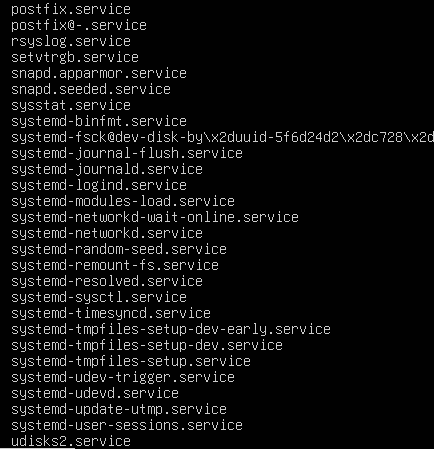 postfix.service
postfix@-.service
rsyslog.service
setvtrgb.service
snapd.apparmor.service
snapd.seeded.service
sysstat.service
systemd-binfmt.service
systemd-fsck@dev-disk-by\x2duuid-5f6d24d2\x2dc728\x2d
systemd-journal-flush.service
systemd-journald.service
systemd-logind.service
systemd-modules-load.service
systemd-networkd-wait-online.service
systemd-networkd.service
systemd-random-seed.service
systemd-remount-fs.service
systemd-resolved.service
systemd-sysctl.service
systemd-timesyncd.service
systemd-tmpfiles-setup-dev-early.service
systemd-tmpfiles-setup-dev.service
systemd-tmpfiles-setup.service
systemd-udev-trigger.service
systemd-udevd.service
systemd-update-utmp.service
systemd-user-sessions.service
udisks2.service